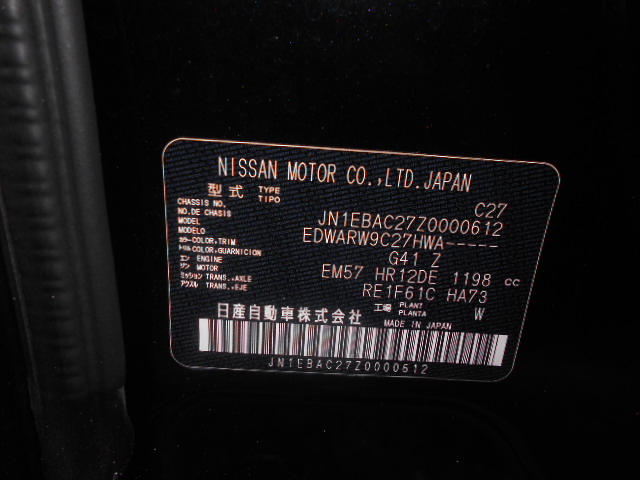 NISSAN MOTOR CO.,LTD.JAPAN
型式 TYPE TIPO C27
CHASSIS NO. NO.DE CHASIS JN1EBAC27Z0000612
MODEL MODELO EDWARW9C27HWA-----
カラー COLOR,TRIM トリム COLOR,GUARNICION G41 Z
エン ENGINE ジン MOTOR EM57 HR12DE 1198 cc
ミッション TRANS.,AXLE アクスル TRANS.,EJE RE1F61C HA73
工場 PLANT PLANTA W
日産自動車株式会社 MADE IN JAPAN
JN1EBAC27Z0000612